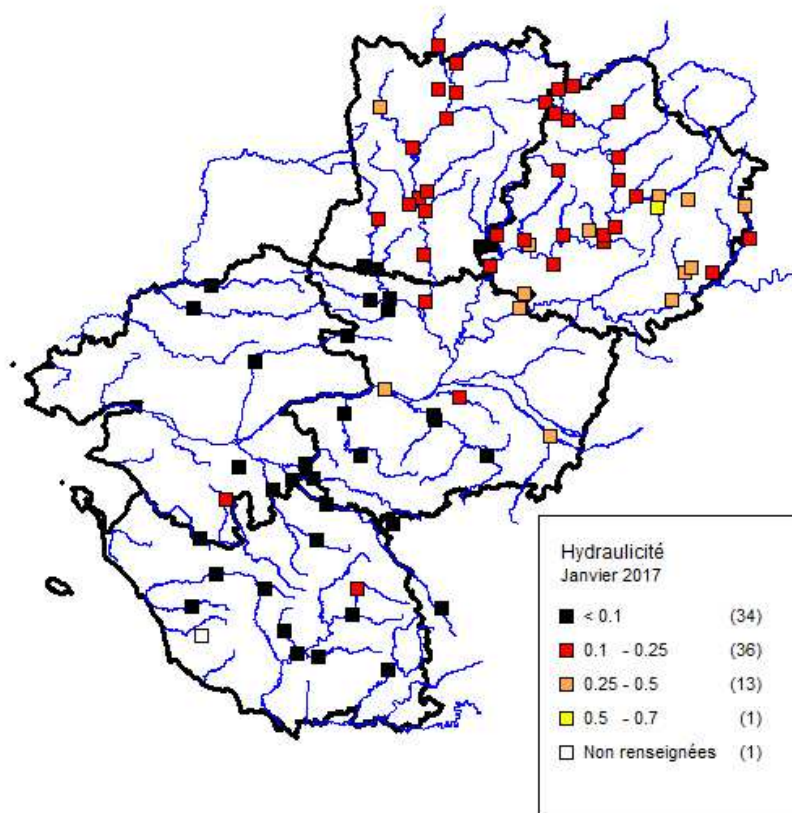 Hydraulicité
Janvier 2017
< 0.1 (34)
0.1 - 0.25 (36)
0.25 - 0.5 (13)
0.5 - 0.7 (1)
Non renseignées (1)